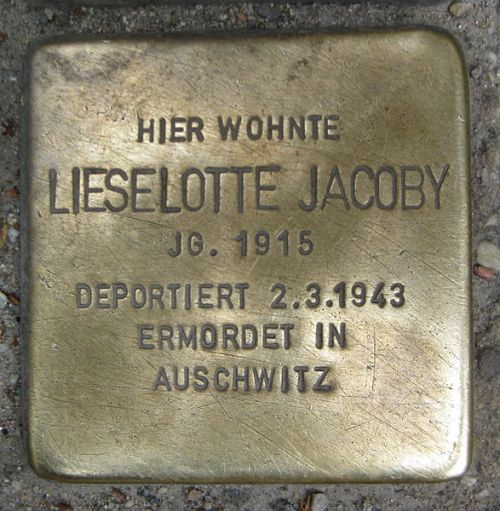 HIER WOHNTE
LIESELOTTE JACOBY
JG. 1915
DEPORTIERT 2.3.1943
ERMORDET IN
AUSCHWITZ